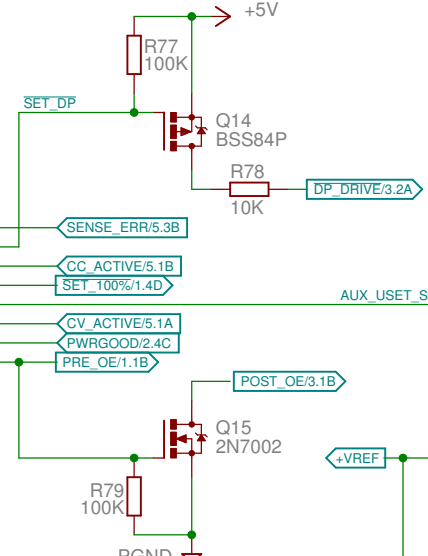 +5V
R77
100K
SET_DP
Q14
BSS84P
R78
DP_DRIVE/3.2A
10K
SENSE_ERR/5.3B
CC_ACTIVE/5.1B
SET_100%/1.4D
AUX_USET_S
CV_ACTIVE/5.1A
PWRGOOD/2.4C
PRE_OE/1.1B
POST_OE/3.1B
Q15
2N7002
+VREF
R79
100K
PGND